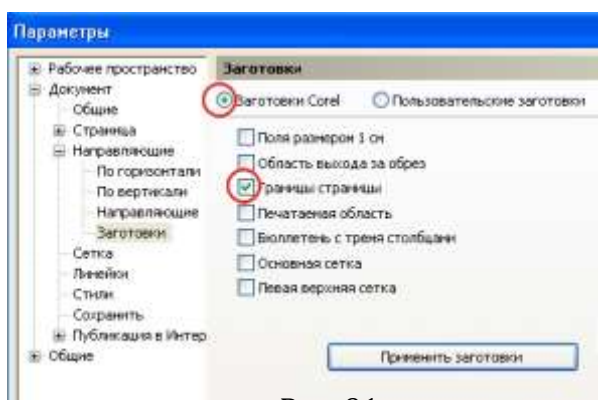 Параметры
Рабочее пространство
Документ
Общие
Страница
Направляющие
По горизонтали
По вертикали
Направляющие
Заготовки
Сетка
Линейки
Стили
Сохранить
Публикация в Интер
Общие
Заготовки
Заготовки Corel Пользовательские заготовки
Поля размером 1 см
Область выхода за обрез
Границы страницы
Печатаемая область
Бюллетень с тремя столбцами
Основная сетка
Левая верхняя сетка
Применить заготовки